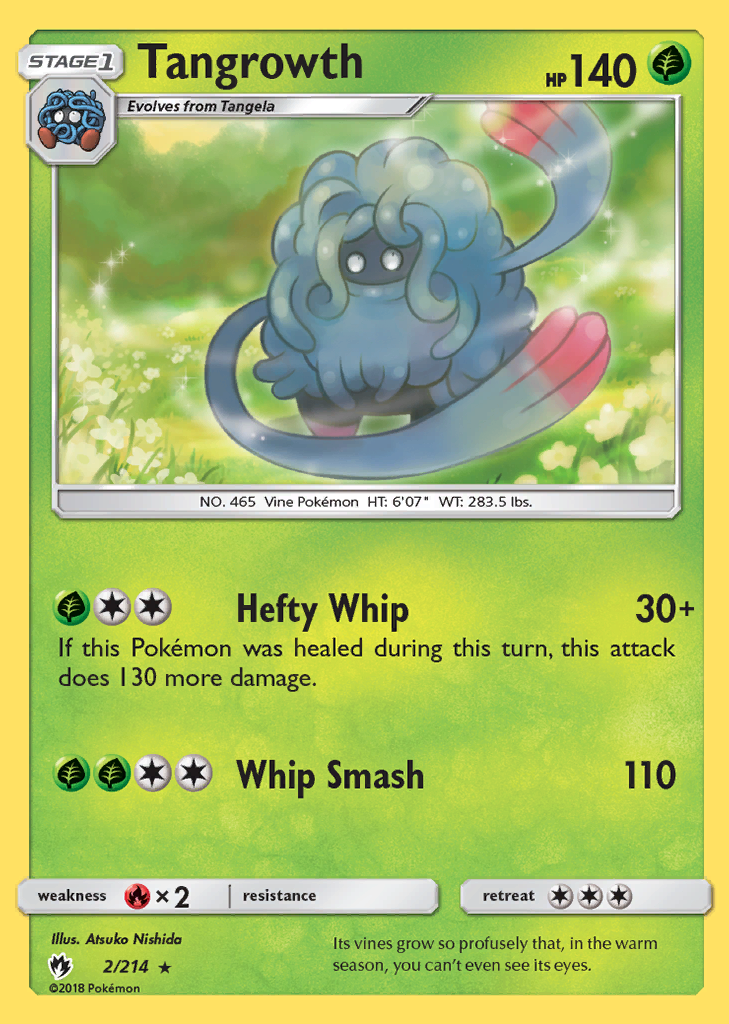 STAGE1
Tangrowth
HP 140
Evolves from Tangela
NO. 465 Vine Pokémon HT: 6'07" WT: 283.5 lbs.
Hefty Whip 30+
If this Pokémon was healed during this turn, this attack
does 130 more damage.
Whip Smash 110
weakness ×2 resistance retreat
Illus. Atsuko Nishida
2/214 ★
©2018 Pokémon
Its vines grow so profusely that, in the warm
season, you can't even see its eyes.